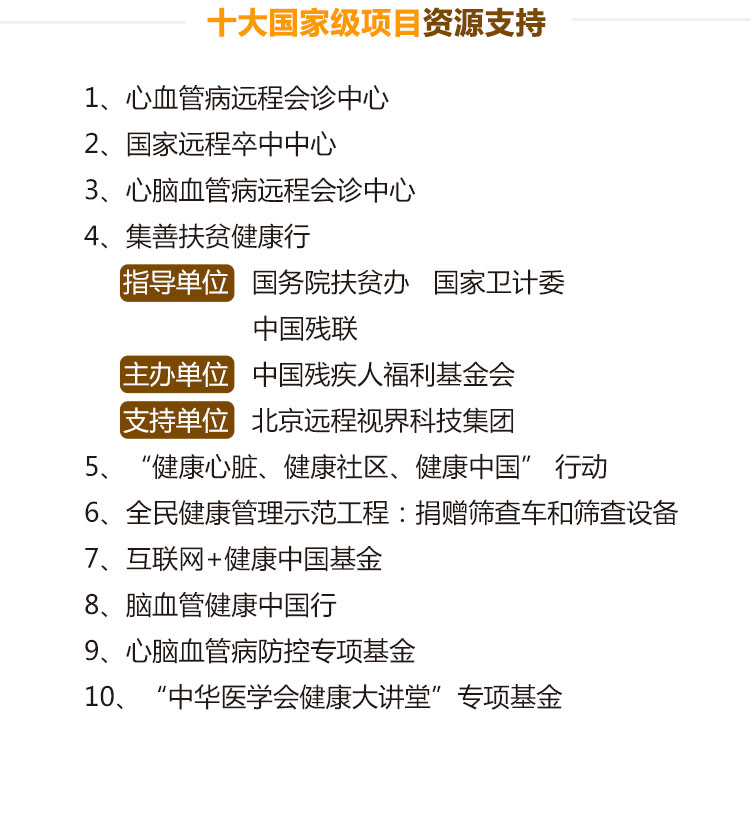 十大国家级项目资源支持
1、心血管病远程会诊中心
2、国家远程卒中中心
3、心脑血管病远程会诊中心
4、集善扶贫健康行
指导单位 国务院扶贫办 国家卫计委
中国残联
主办单位 中国残疾人福利基金会
支持单位 北京远程视界科技集团
5、“健康心脏、健康社区、健康中国” 行动
6、全民健康管理示范工程：捐赠筛查车和筛查设备
7、互联网+健康中国基金
8、脑血管健康中国行
9、心脑血管病防控专项基金
10、“中华医学会健康大讲堂”专项基金